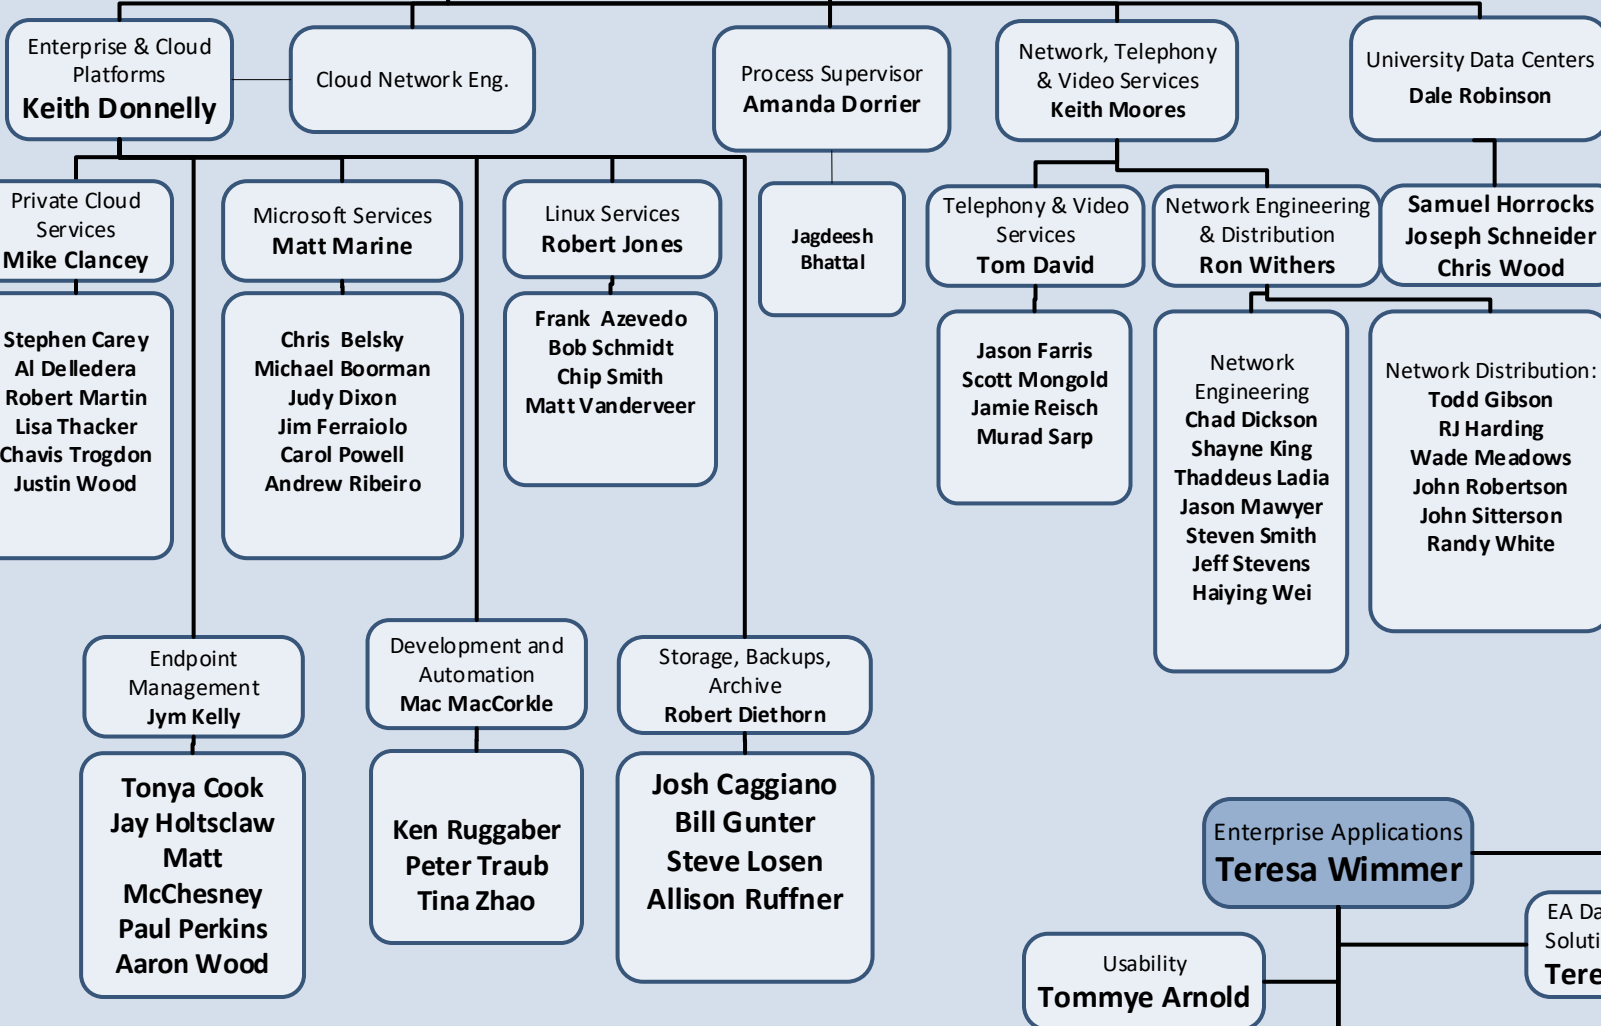 Enterprise & Cloud
Platforms
Keith Donnelly
Cloud Network Eng.
Process Supervisor
Amanda Dorrier
Network, Telephony
& Video Services
Keith Moores
University Data Centers
Dale Robinson
Private Cloud
Services
Mike Clancey
Microsoft Services
Matt Marine
Linux Services
Robert Jones
Jagdeesh
Bhattal
Telephony & Video
Services
Tom David
Network Engineering
& Distribution
Ron Withers
Samuel Horrocks
Joseph Schneider
Chris Wood
Stephen Carey
Al Delledera
Robert Martin
Lisa Thacker
Chavis Trogdon
Justin Wood
Chris  Belsky
Michael Boorman
Judy Dixon
Jim Ferraiolo
Carol Powell
Andrew Ribeiro
Frank  Azevedo
Bob Schmidt
Chip Smith
Matt Vanderveer
Jason Farris
Scott Mongold
Jamie Reisch
Murad Sarp
Network
Engineering
Chad Dickson
Shayne King
Thaddeus Ladia
Jason Mawyer
Steven Smith
Jeff Stevens
Haiying Wei
Network Distribution:
Todd Gibson
RJ Harding
Wade Meadows
John Robertson
John Sitterson
Randy White
Endpoint
Management
Jym Kelly
Development and
Automation
Mac MacCorkle
Storage, Backups,
Archive
Robert Diethorn
Tonya Cook
Jay Holtsclaw
Matt
McChesney
Paul Perkins
Aaron Wood
Ken Ruggaber
Peter Traub
Tina Zhao
Josh Caggiano
Bill Gunter
Steve Losen
Allison Ruffner
Enterprise Applications
Teresa Wimmer
EA Da
Soluti
Tere
Usability
Tommye Arnold